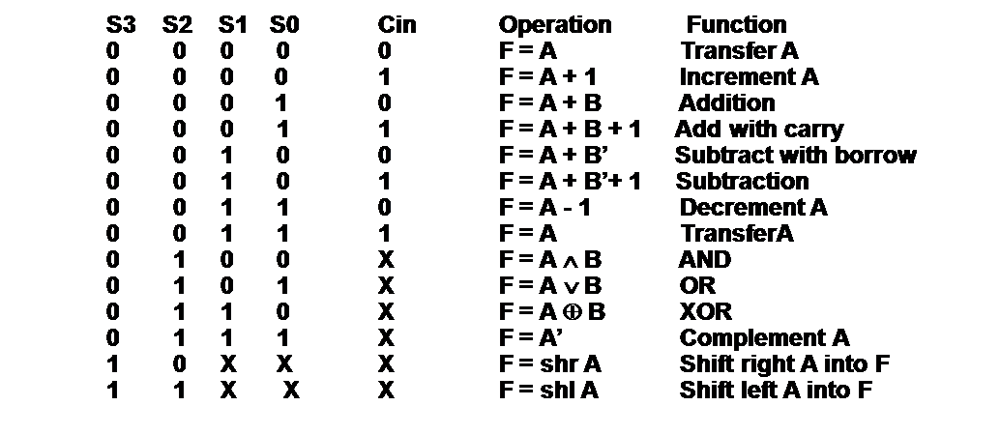 S3 S2 S1 S0 Cin Operation Function
0 0 0 0 0 F = A Transfer A
0 0 0 0 1 F = A + 1 Increment A
0 0 0 1 0 F = A + B Addition
0 0 0 1 1 F = A + B + 1 Add with carry
0 0 1 0 0 F = A + B’ Subtract with borrow
0 0 1 0 1 F = A + B’+ 1 Subtraction
0 0 1 1 0 F = A - 1 Decrement A
0 0 1 1 1 F = A TransferA
0 1 0 0 X F = A ∧ B AND
0 1 0 1 X F = A ∨ B OR
0 1 1 0 X F = A ⊕ B XOR
0 1 1 1 X F = A’ Complement A
1 0 X X X F = shr A Shift right A into F
1 1 X X X F = shl A Shift left A into F